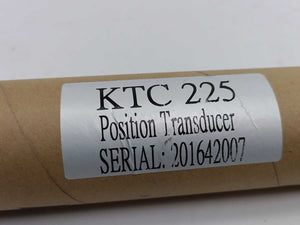 KTC 225
Position Transducer
SERIAL: 201642007